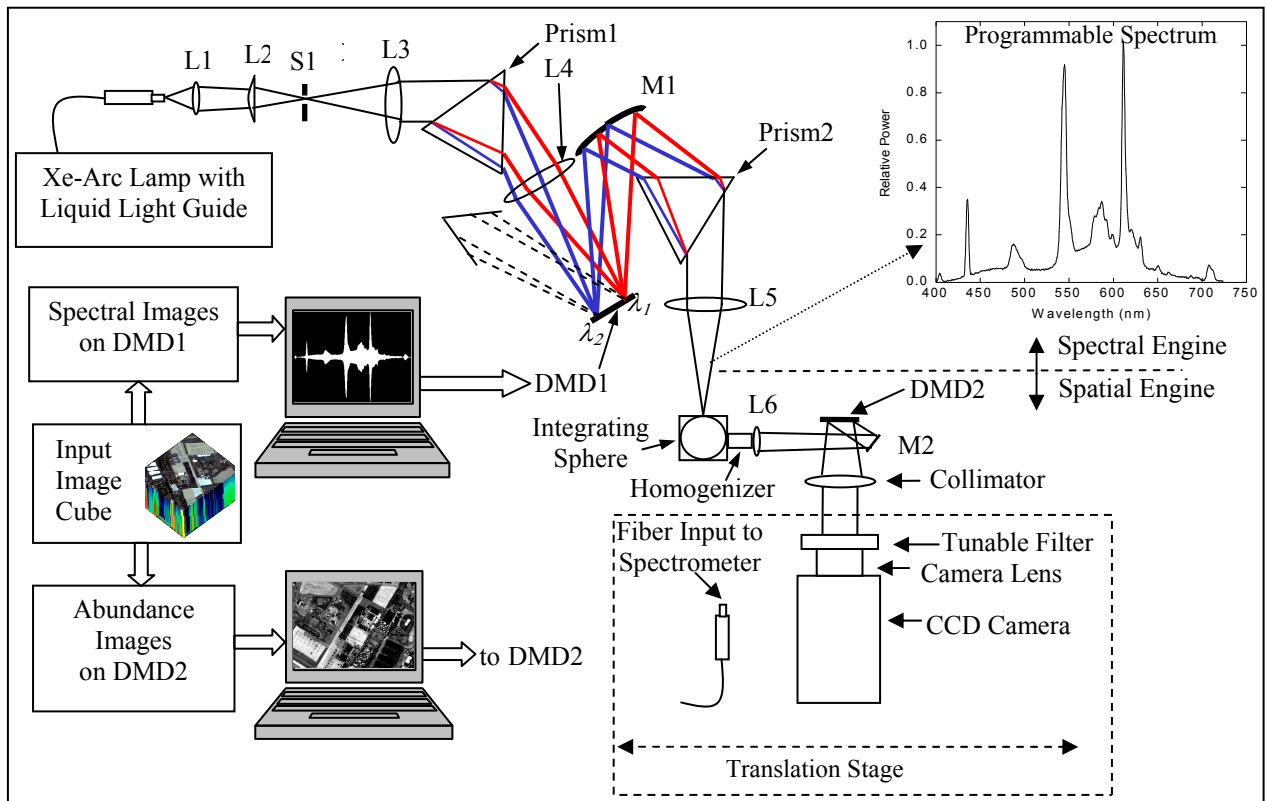 Prism1
L1
L2
S1
L3
L4
M1
Prism2
Xe-Arc Lamp with
Liquid Light Guide
Programmable Spectrum
Relative Power
1.0
0.8
0.6
0.4
0.2
0.0
400 450 500 550 600 650 700 750
Wavelength (nm)
L5
λ1
λ2
DMD1
Spectral Images
on DMD1
Spectral Engine
Spatial Engine
Input
Image
Cube
Integrating
Sphere
L6
DMD2
M2
Homogenizer
Collimator
Fiber Input to
Spectrometer
Tunable Filter
Camera Lens
CCD Camera
Abundance
Images
on DMD2
to DMD2
Translation Stage